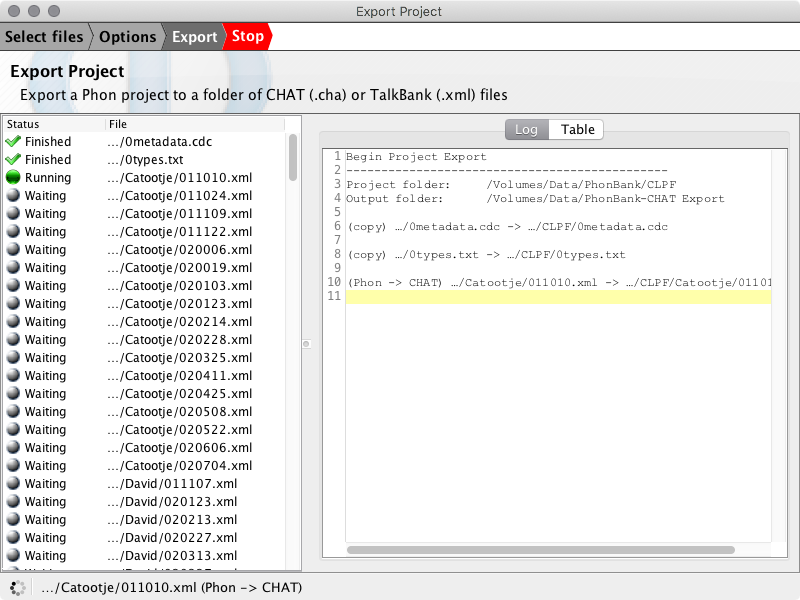 Export Project
Select files
Options
Export
Stop
Export Project
Export a Phon project to a folder of CHAT (.cha) or TalkBank (.xml) files
Status File
Finished …/0metadata.cdc
Finished …/0types.txt
Running …/Catootje/011010.xml
Waiting …/Catootje/011024.xml
Waiting …/Catootje/011109.xml
Waiting …/Catootje/011122.xml
Waiting …/Catootje/020006.xml
Waiting …/Catootje/020019.xml
Waiting …/Catootje/020103.xml
Waiting …/Catootje/020123.xml
Waiting …/Catootje/020214.xml
Waiting …/Catootje/020228.xml
Waiting …/Catootje/020325.xml
Waiting …/Catootje/020411.xml
Waiting …/Catootje/020425.xml
Waiting …/Catootje/020508.xml
Waiting …/Catootje/020522.xml
Waiting …/Catootje/020606.xml
Waiting …/Catootje/020704.xml
Waiting …/David/011107.xml
Waiting …/David/020123.xml
Waiting …/David/020213.xml
Waiting …/David/020227.xml
Waiting …/David/020313.xml
Log Table
1 Begin Project Export
2 ----------------------------------------------
3 Project folder: /Volumes/Data/PhonBank/CLPF
4 Output folder: /Volumes/Data/PhonBank-CHAT Export
5
6 (copy) …/0metadata.cdc -> …/CLPF/0metadata.cdc
7
8 (copy) …/0types.txt -> …/CLPF/0types.txt
9
10 (Phon -> CHAT) …/Catootje/011010.xml -> …/CLPF/Catootje/01101
11
…/Catootje/011010.xml (Phon -> CHAT)